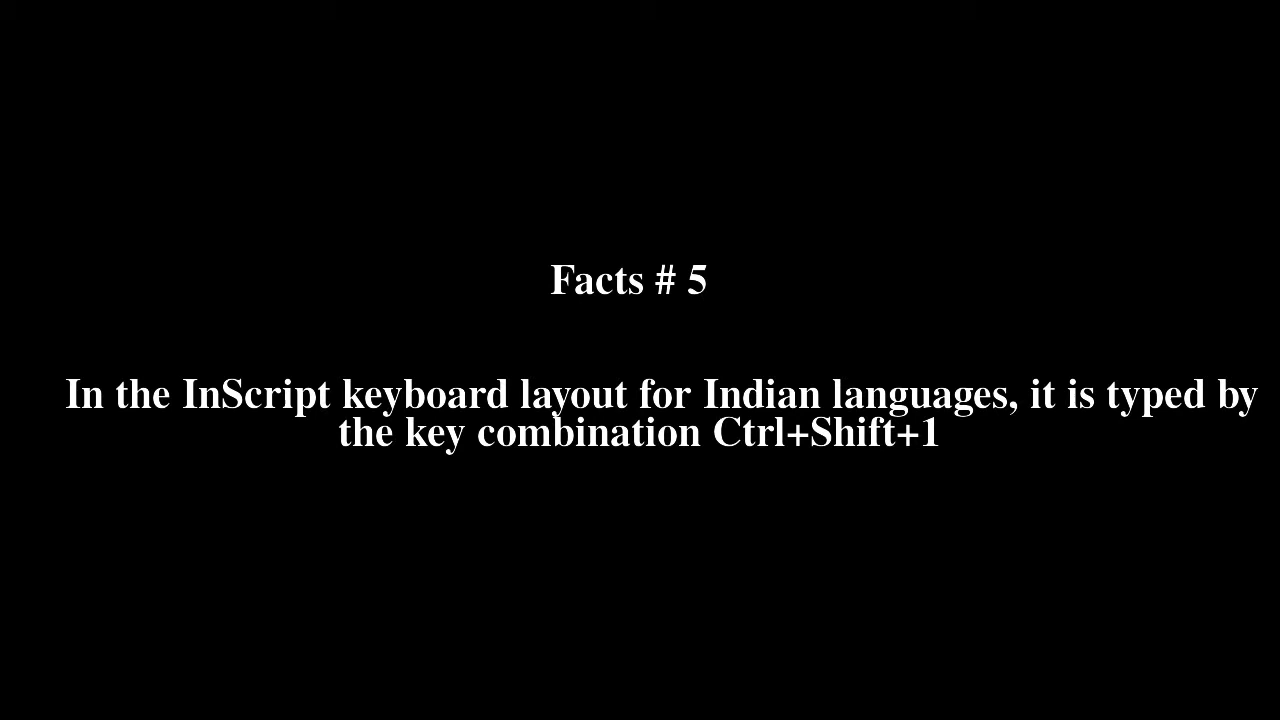 Facts # 5
In the InScript keyboard layout for Indian languages, it is typed by
the key combination Ctrl+Shift+1